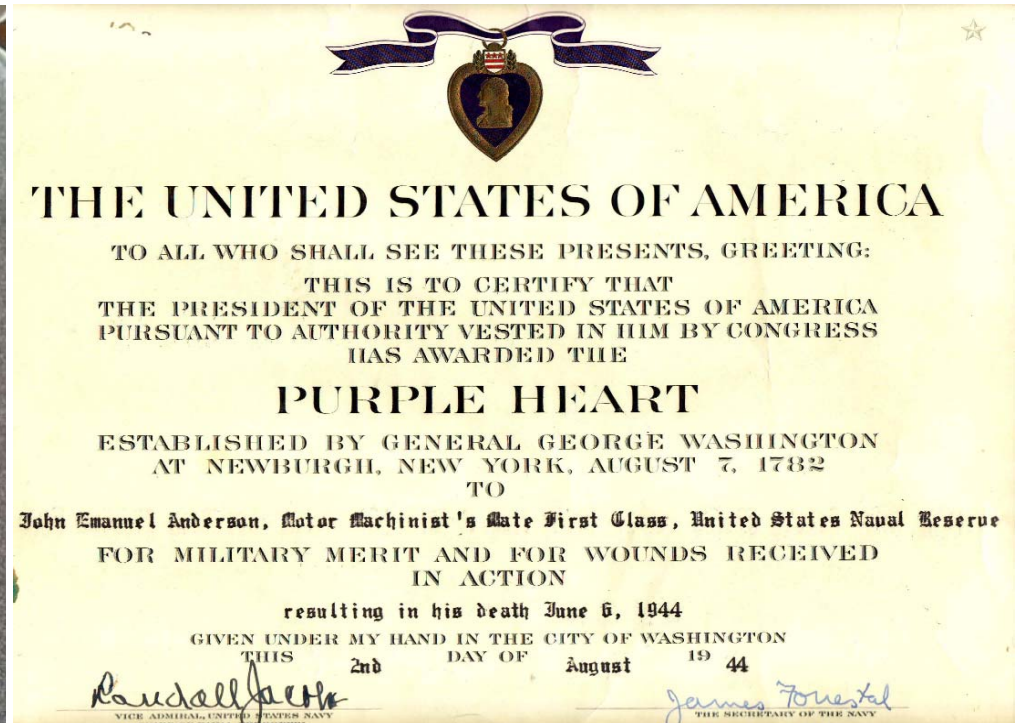 THE UNITED STATES OF AMERICA
TO ALL WHO SHALL SEE THESE PRESENTS, GREETING:
THIS IS TO CERTIFY THAT
THE PRESIDENT OF THE UNITED STATES OF AMERICA
PURSUANT TO AUTHORITY VESTED IN HIM BY CONGRESS
HAS AWARDED THE
PURPLE HEART
ESTABLISHED BY GENERAL GEORGE WASHINGTON
AT NEWBURGH, NEW YORK, AUGUST 7, 1782
TO
John Emanuel Anderson, Motor Machinist's Mate First Class, United States Naval Reserve
FOR MILITARY MERIT AND FOR WOUNDS RECEIVED
IN ACTION
resulting in his death June 6, 1944
GIVEN UNDER MY HAND IN THE CITY OF WASHINGTON
THIS 2nd DAY OF August 19 44
Randall Jacobs James Forrestal
VICE ADMIRAL, UNITED STATES NAVY THE SECRETARY OF THE NAVY